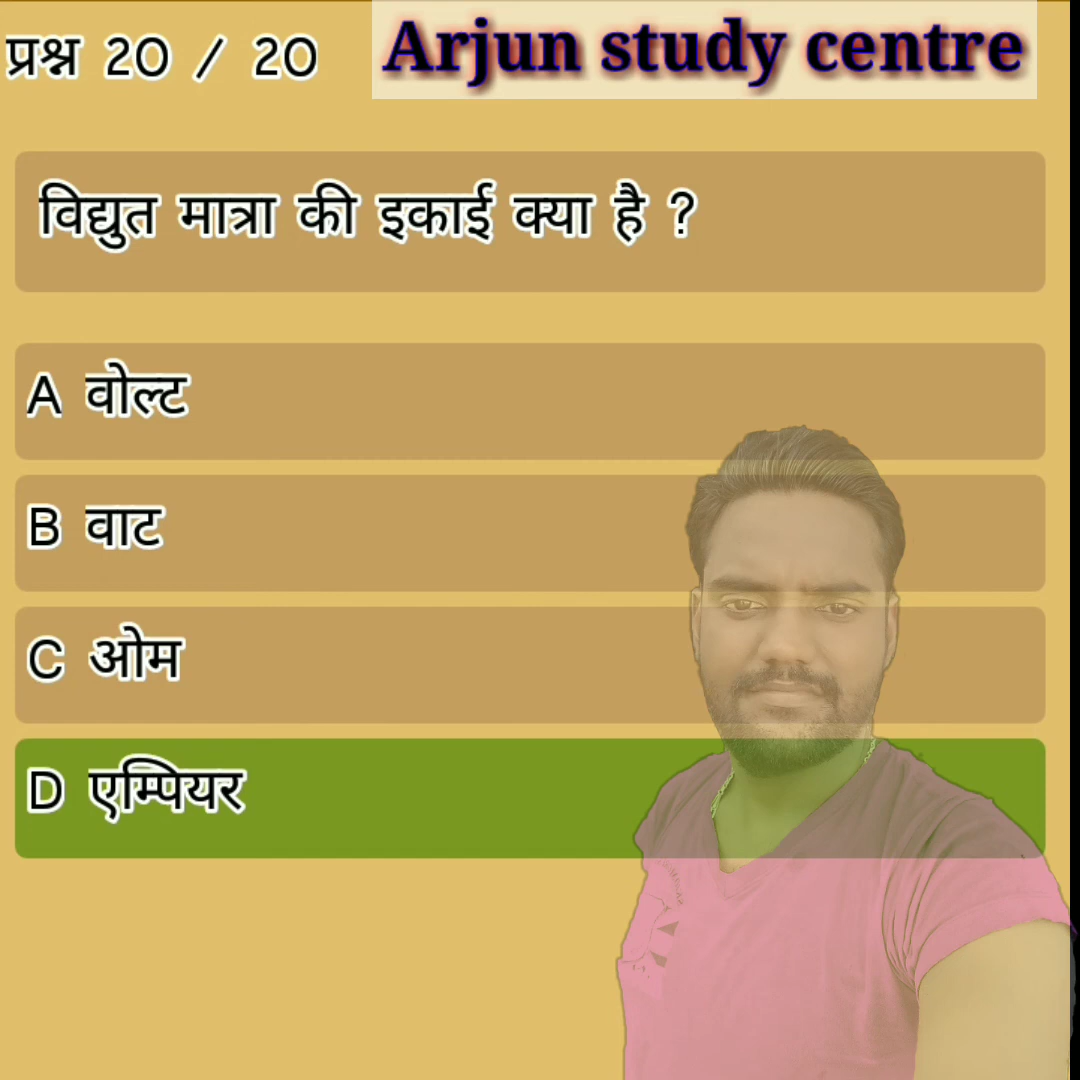 प्रश्न 20 / 20
Arjun study centre
विद्युत मात्रा की इकाई क्या है ?
A वोल्ट
B वाट
C ओम
D एम्पियर